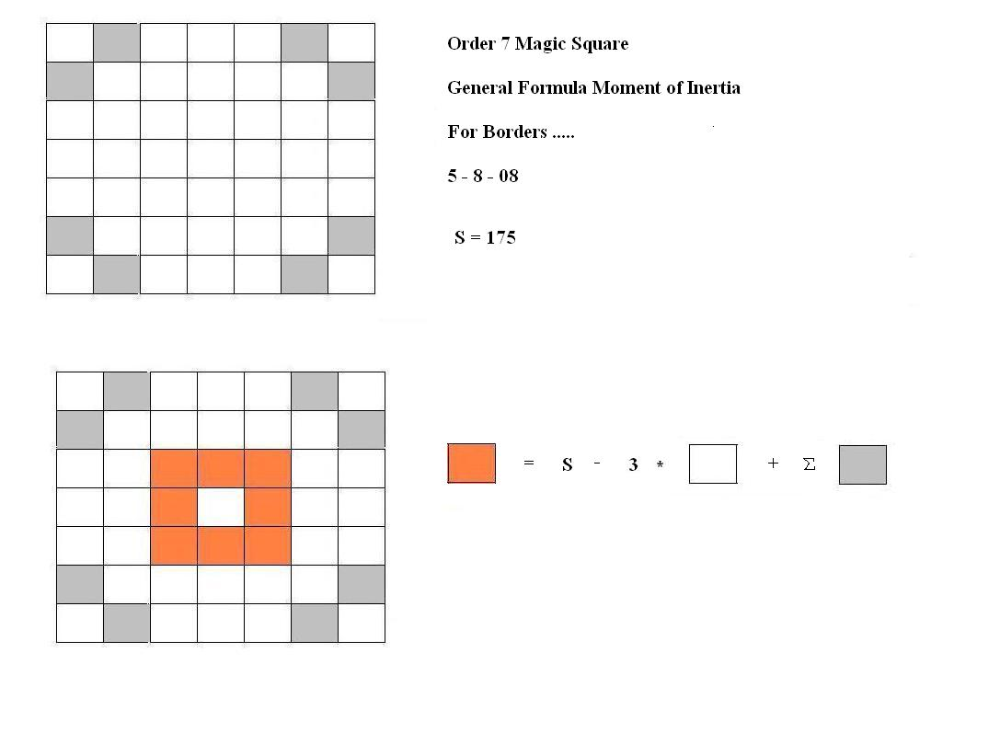 Order 7 Magic Square
General Formula Moment of Inertia
For Borders .....
5 - 8 - 08
S = 175
= S - 3 * + Σ